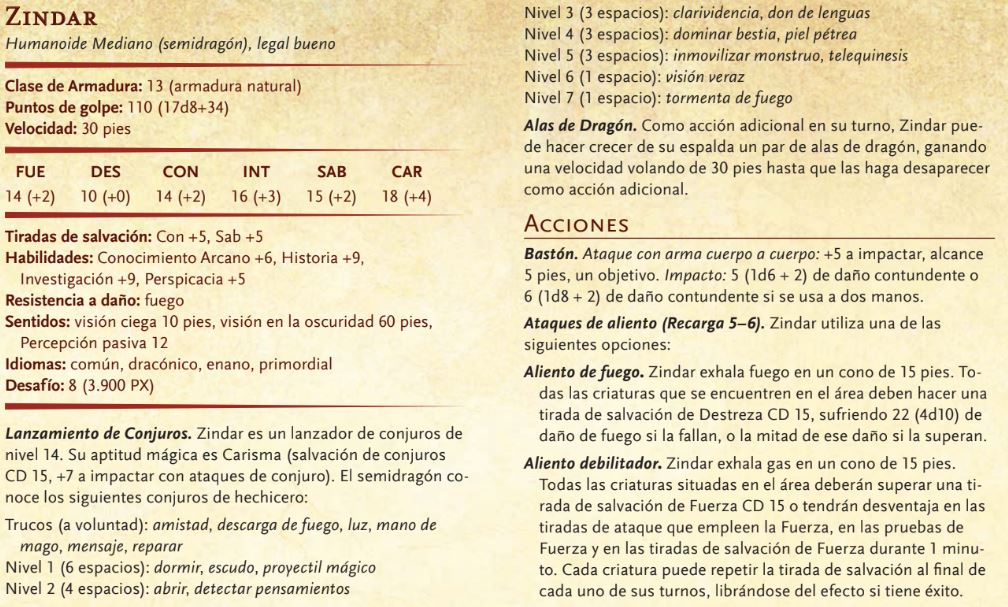 ZINDAR
Humanoide Mediano (semidragón), legal bueno
Clase de Armadura: 13 (armadura natural)
Puntos de golpe: 110 (17d8+34)
Velocidad: 30 pies
FUE DES CON INT SAB CAR
14 (+2) 10 (+0) 14 (+2) 16 (+3) 15 (+2) 18 (+4)
Tiradas de salvación: Con +5, Sab +5
Habilidades: Conocimiento Arcano +6, Historia +9,
Investigación +9, Perspicacia +5
Resistencia a daño: fuego
Sentidos: visión ciega 10 pies, visión en la oscuridad 60 pies,
Percepción pasiva 12
Idiomas: común, dracónico, enano, primordial
Desafío: 8 (3.900 PX)
Lanzamiento de Conjuros. Zindar es un lanzador de conjuros de
nivel 14. Su aptitud mágica es Carisma (salvación de conjuros
CD 15, +7 a impactar con ataques de conjuro). El semidragón co-
noce los siguientes conjuros de hechicero:
Trucos (a voluntad): amistad, descarga de fuego, luz, mano de
mago, mensaje, reparar
Nivel 1 (6 espacios): dormir, escudo, proyectil mágico
Nivel 2 (4 espacios): abrir, detectar pensamientos
Nivel 3 (3 espacios): clarividencia, don de lenguas
Nivel 4 (3 espacios): dominar bestia, piel pétrea
Nivel 5 (3 espacios): inmovilizar monstruo, telequinesis
Nivel 6 (1 espacio): visión veraz
Nivel 7 (1 espacio): tormenta de fuego
Alas de Dragón. Como acción adicional en su turno, Zindar pue-
de hacer crecer de su espalda un par de alas de dragón, ganando
una velocidad volando de 30 pies hasta que las haga desaparecer
como acción adicional.
ACCIONES
Bastón. Ataque con arma cuerpo a cuerpo: +5 a impactar, alcance
5 pies, un objetivo. Impacto: 5 (1d6 + 2) de daño contundente o
6 (1d8 + 2) de daño contundente si se usa a dos manos.
Ataques de aliento (Recarga 5–6). Zindar utiliza una de las
siguientes opciones:
Aliento de fuego. Zindar exhala fuego en un cono de 15 pies. To-
das las criaturas que se encuentren en el área deben hacer una
tirada de salvación de Destreza CD 15, sufriendo 22 (4d10) de
daño de fuego si la fallan, o la mitad de ese daño si la superan.
Aliento debilitador. Zindar exhala gas en un cono de 15 pies.
Todas las criaturas situadas en el área deberán superar una ti-
rada de salvación de Fuerza CD 15 o tendrán desventaja en las
tiradas de ataque que empleen la Fuerza, en las pruebas de
Fuerza y en las tiradas de salvación de Fuerza durante 1 minu-
to. Cada criatura puede repetir la tirada de salvación al final de
cada uno de sus turnos, librándose del efecto si tiene éxito.